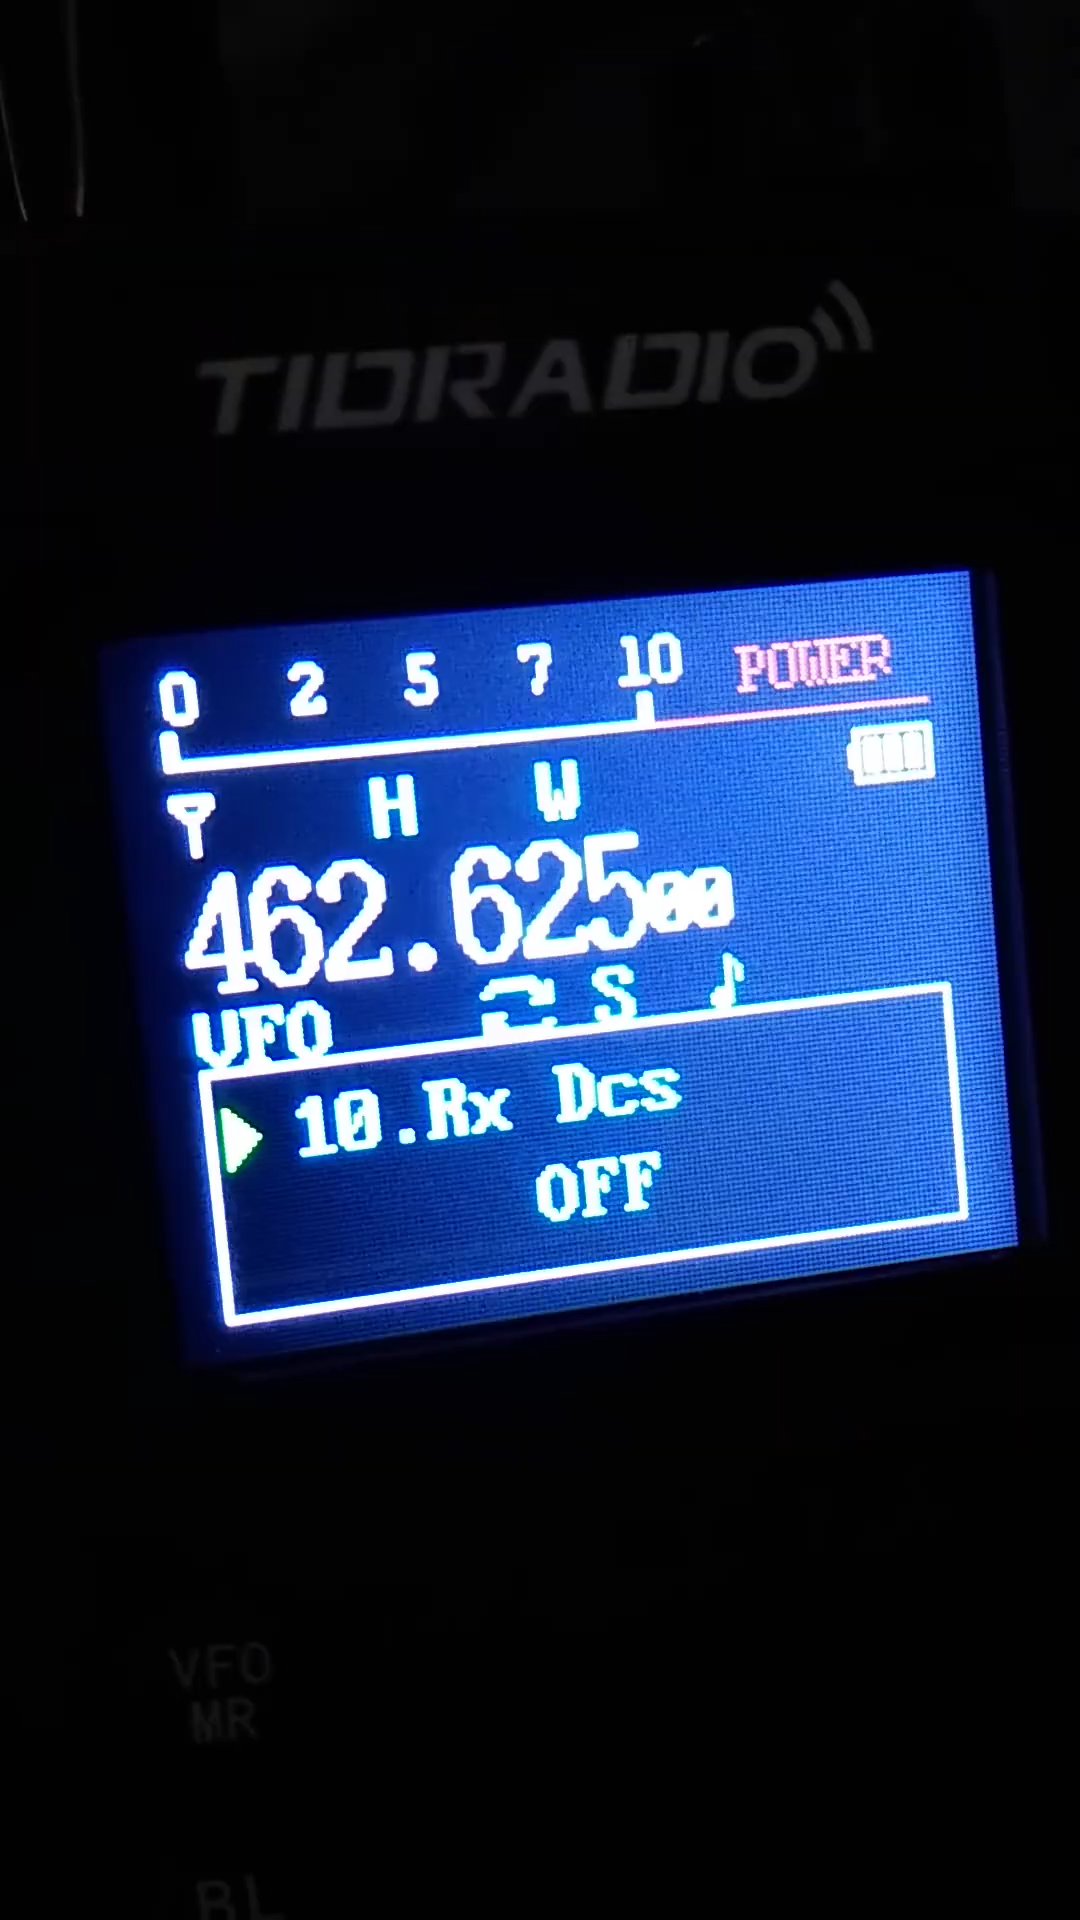 TIDRADIO
0 2 5 7 10 POWER
H W
462.62500
VFO S
10.Rx Dcs
OFF
VFO
MR
BL